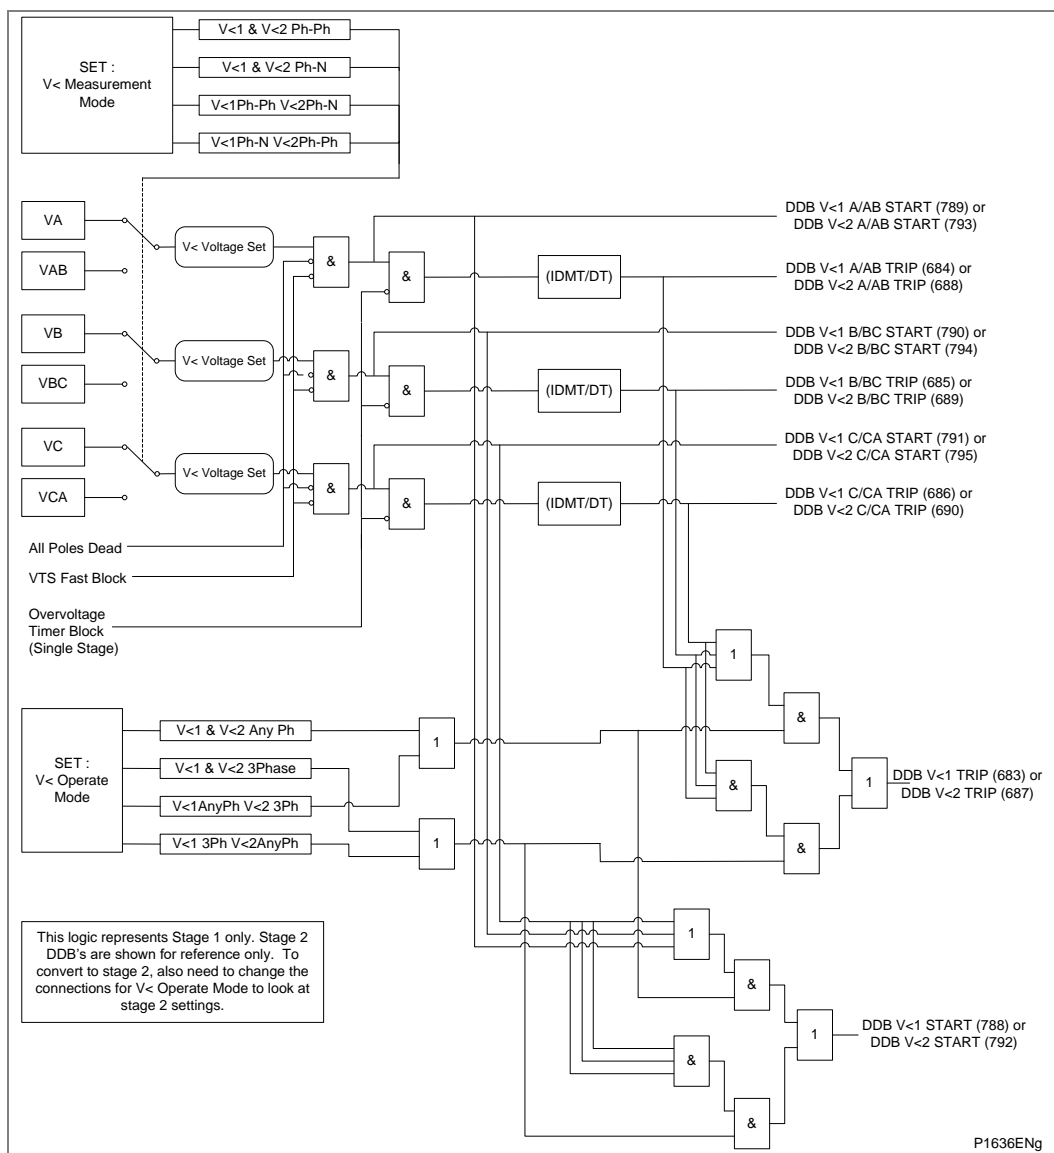 SET :
V< Measurement
Mode
V<1 & V<2 Ph-Ph
V<1 & V<2 Ph-N
V<1Ph-Ph V<2Ph-N
V<1Ph-N V<2Ph-Ph
VA
VAB
VB
VBC
VC
VCA
V< Voltage Set
V< Voltage Set
V< Voltage Set
&
&
&
&
&
&
(IDMT/DT)
(IDMT/DT)
(IDMT/DT)
DDB V<1 A/AB START (789) or
DDB V<2 A/AB START (793)
DDB V<1 A/AB TRIP (684) or
DDB V<2 A/AB TRIP (688)
DDB V<1 B/BC START (790) or
DDB V<2 B/BC START (794)
DDB V<1 B/BC TRIP (685) or
DDB V<2 B/BC TRIP (689)
DDB V<1 C/CA START (791) or
DDB V<2 C/CA START (795)
DDB V<1 C/CA TRIP (686) or
DDB V<2 C/CA TRIP (690)
All Poles Dead
VTS Fast Block
Overvoltage
Timer Block
(Single Stage)
SET :
V< Operate
Mode
V<1 & V<2 Any Ph
V<1 & V<2 3Phase
V<1AnyPh V<2 3Ph
V<1 3Ph V<2AnyPh
1
1
1
&
&
&
1
DDB V<1 TRIP (683) or
DDB V<2 TRIP (687)
This logic represents Stage 1 only. Stage 2
DDB's are shown for reference only. To
convert to stage 2, also need to change the
connections for V< Operate Mode to look at
stage 2 settings.
1
&
&
&
1
DDB V<1 START (788) or
DDB V<2 START (792)
P1636ENg